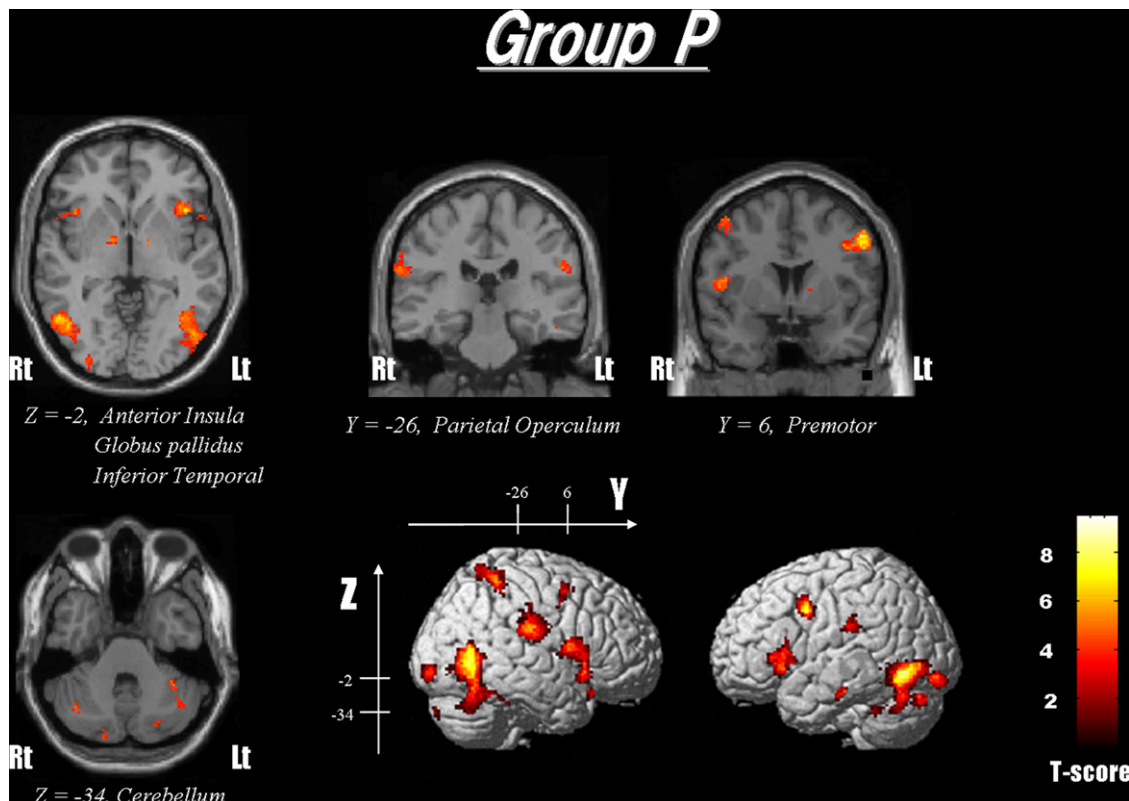 Group P
Rt Lt
Z = -2, Anterior Insula
Globus pallidus
Inferior Temporal
Rt Lt
Y = -26, Parietal Operculum
Rt Lt
Y = 6, Premotor
Rt Lt
Z = -34, Cerebellum
-26 6 Y
Z
-2
-34
8
6
4
2
T-score